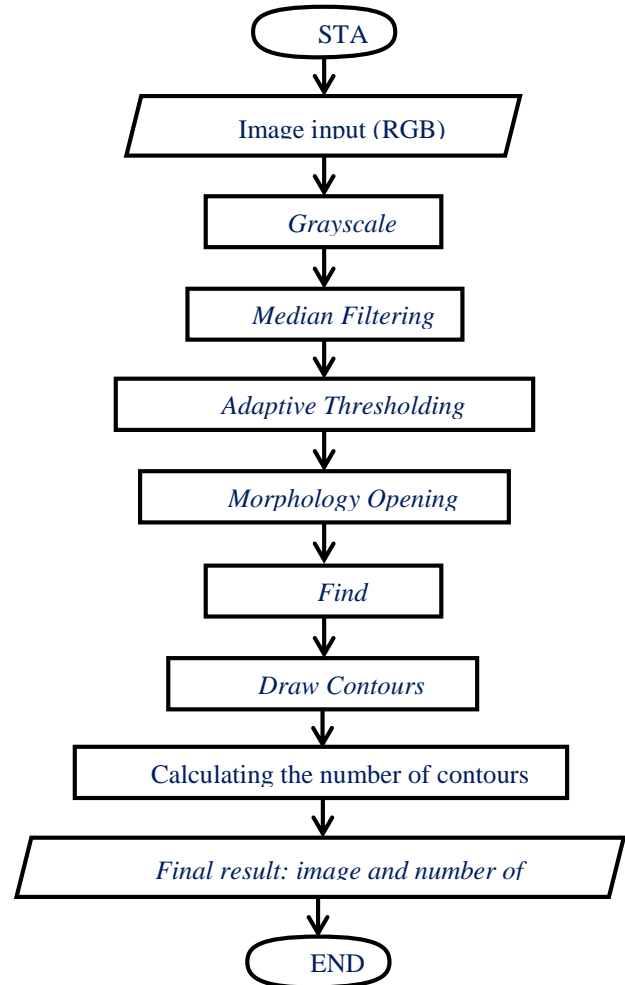 STA
Image input (RGB)
Grayscale
Median Filtering
Adaptive Thresholding
Morphology Opening
Find
Draw Contours
Calculating the number of contours
Final result: image and number of
END